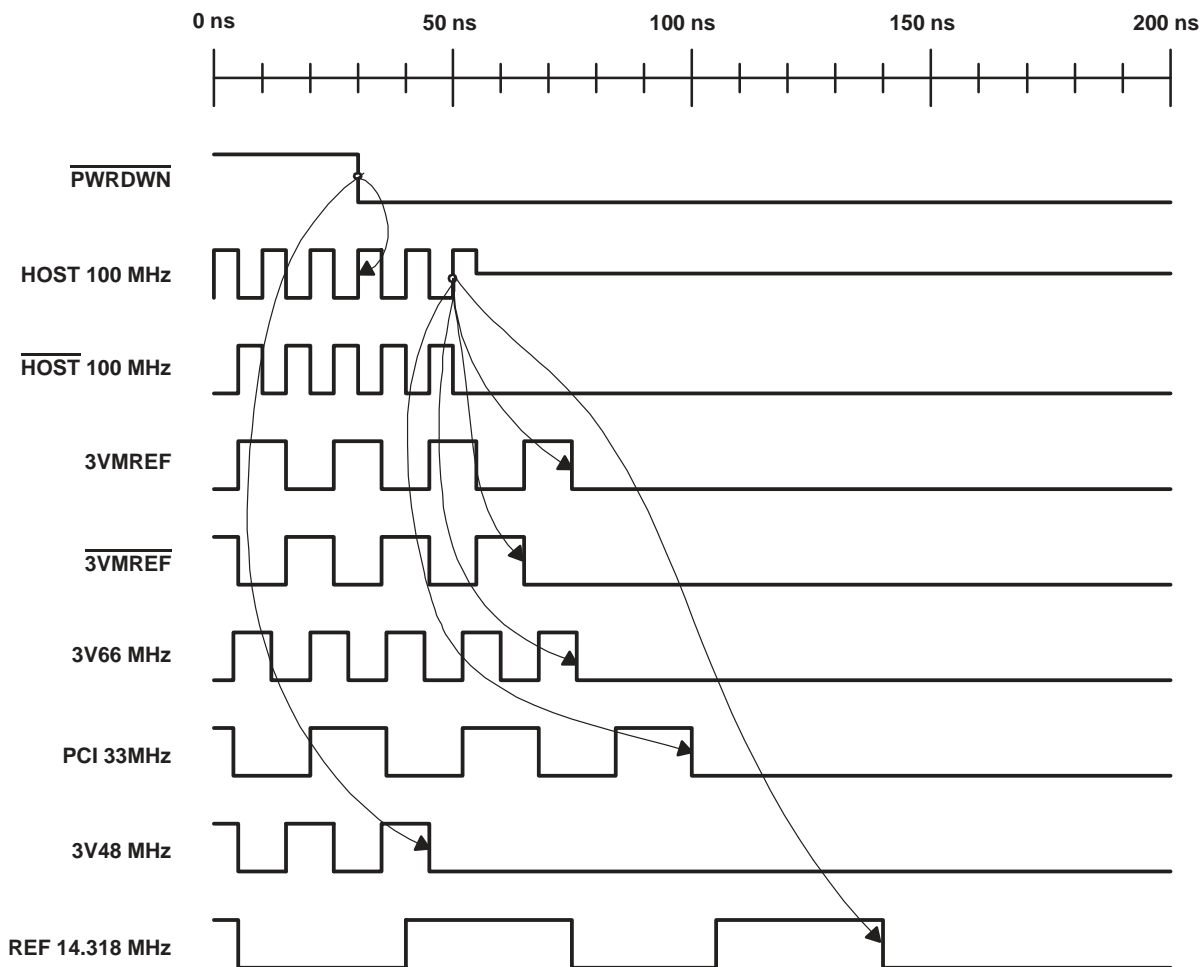 0 ns 50 ns 100 ns 150 ns 200 ns
PWRDWN
HOST 100 MHz
HOST 100 MHz
3VMREF
3VMREF
3V66 MHz
PCI 33MHz
3V48 MHz
REF 14.318 MHz